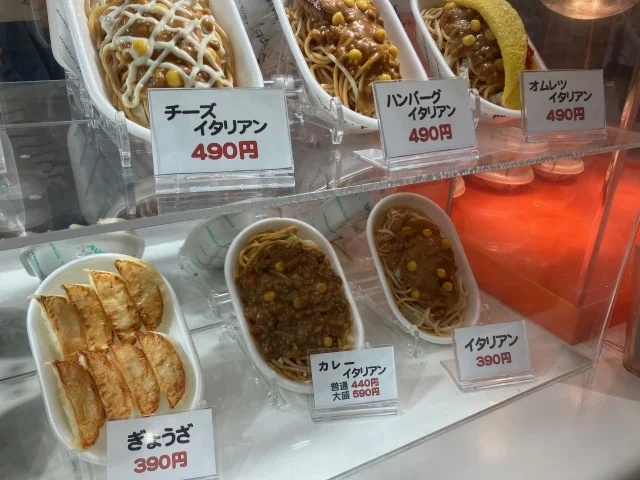 チーズ
イタリアン
490円
ハンバーグ
イタリアン
490円
オムレツ
イタリアン
490円
ぎょうざ
390円
カレー
イタリアン
普通 440円
大盛 590円
イタリアン
390円